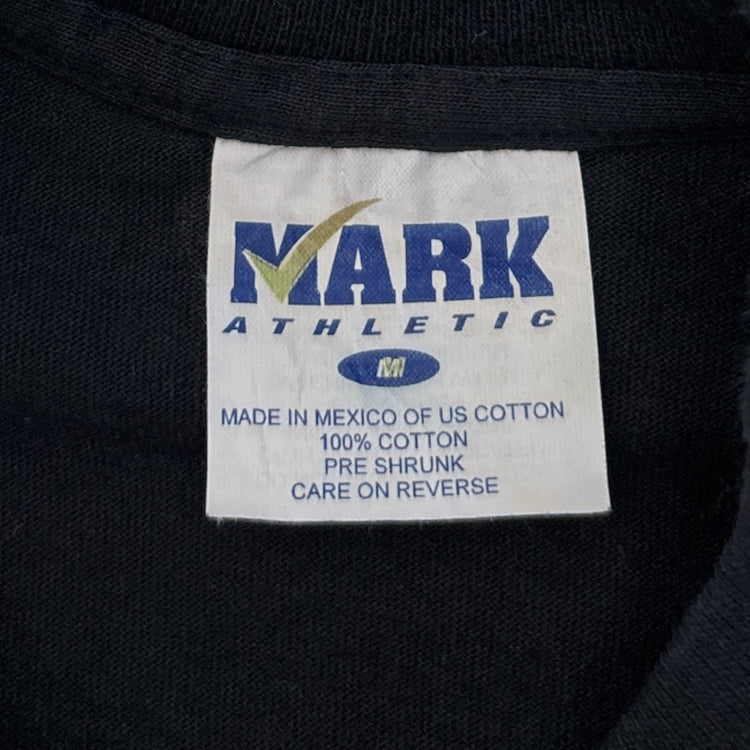 MARK
ATHLETIC
M
MADE IN MEXICO OF US COTTON
100% COTTON
PRE SHRUNK
CARE ON REVERSE